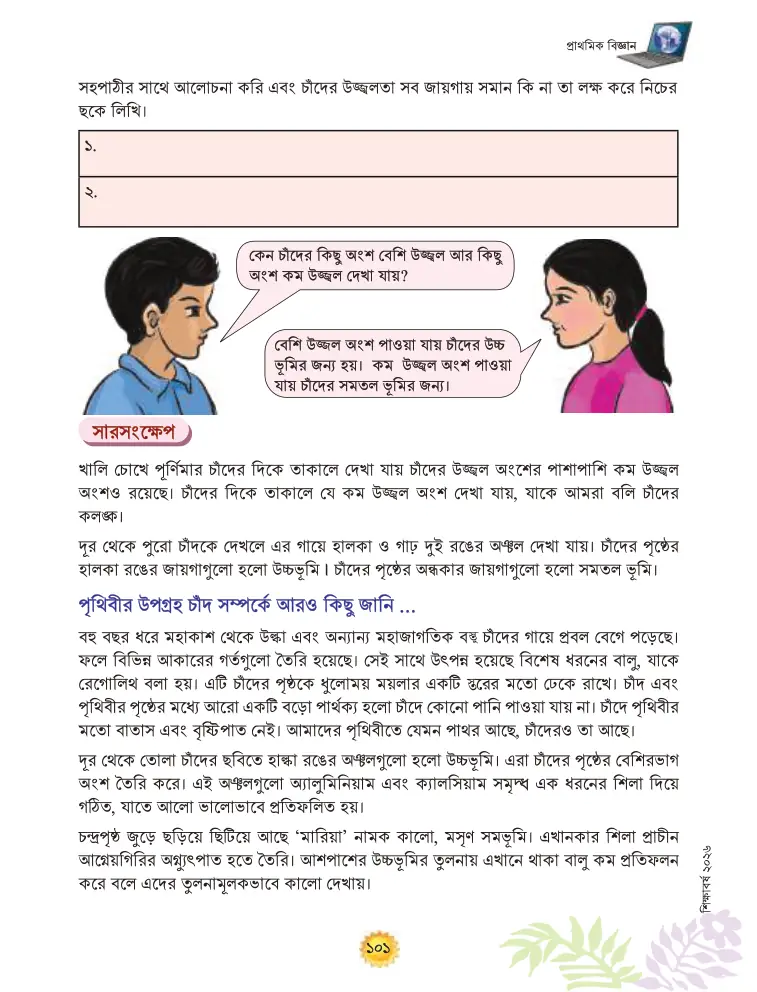 প্রাথমিক বিজ্ঞান
সহপাঠীর সাথে আলোচনা করি এবং চাঁদের উজ্জ্বলতা সব জায়গায় সমান কি না তা লক্ষ করে নিচের
ছকে লিখি।
১.
২.
কেন চাঁদের কিছু অংশ বেশি উজ্জ্বল আর কিছু
অংশ কম উজ্জ্বল দেখা যায়?
বেশি উজ্জ্বল অংশ পাওয়া যায় চাঁদের উচ্চ
ভূমির জন্য হয়। কম উজ্জ্বল অংশ পাওয়া
যায় চাঁদের সমতল ভূমির জন্য।
সারসংক্ষেপ
খালি চোখে পূর্ণিমার চাঁদের দিকে তাকালে দেখা যায় চাঁদের উজ্জ্বল অংশের পাশাপাশি কম উজ্জ্বল
অংশও রয়েছে। চাঁদের দিকে তাকালে যে কম উজ্জ্বল অংশ দেখা যায়, যাকে আমরা বলি চাঁদের
কলঙ্ক।
দূর থেকে পুরো চাঁদকে দেখলে এর গায়ে হালকা ও গাঢ় দুই রঙের অঞ্চল দেখা যায়। চাঁদের পৃষ্ঠের
হালকা রঙের জায়গাগুলো হলো উচ্চভূমি। চাঁদের পৃষ্ঠের অন্ধকার জায়গাগুলো হলো সমতল ভূমি।
পৃথিবীর উপগ্রহ চাঁদ সম্পর্কে আরও কিছু জানি ...
বহু বছর ধরে মহাকাশ থেকে উল্কা এবং অন্যান্য মহাজাগতিক বস্তু চাঁদের গায়ে প্রবল বেগে পড়েছে।
ফলে বিভিন্ন আকারের গর্তগুলো তৈরি হয়েছে। সেই সাথে উৎপন্ন হয়েছে বিশেষ ধরনের বালু, যাকে
রেগোলিথ বলা হয়। এটি চাঁদের পৃষ্ঠকে ধুলোময় ময়লার একটি স্তরের মতো ঢেকে রাখে। চাঁদ এবং
পৃথিবীর পৃষ্ঠের মধ্যে আরো একটি বড়ো পার্থক্য হলো চাঁদে কোনো পানি পাওয়া যায় না। চাঁদে পৃথিবীর
মতো বাতাস এবং বৃষ্টিপাত নেই। আমাদের পৃথিবীতে যেমন পাথর আছে, চাঁদেরও তা আছে।
দূর থেকে তোলা চাঁদের ছবিতে হাল্কা রঙের অঞ্চলগুলো হলো উচ্চভূমি। এরা চাঁদের পৃষ্ঠের বেশিরভাগ
অংশ তৈরি করে। এই অঞ্চলগুলো অ্যালুমিনিয়াম এবং ক্যালসিয়াম সমৃদ্ধ এক ধরনের শিলা দিয়ে
গঠিত, যাতে আলো ভালোভাবে প্রতিফলিত হয়।
চন্দ্রপৃষ্ঠ জুড়ে ছড়িয়ে ছিটিয়ে আছে ‘মারিয়া’ নামক কালো, মসৃণ সমভূমি। এখানকার শিলা প্রাচীন
আগ্নেয়গিরির অগ্ন্যুৎপাত হতে তৈরি। আশপাশের উচ্চভূমির তুলনায় এখানে থাকা বালু কম প্রতিফলন
করে বলে এদের তুলনামূলকভাবে কালো দেখায়।
শিক্ষাবর্ষ ২০২৬
১০১